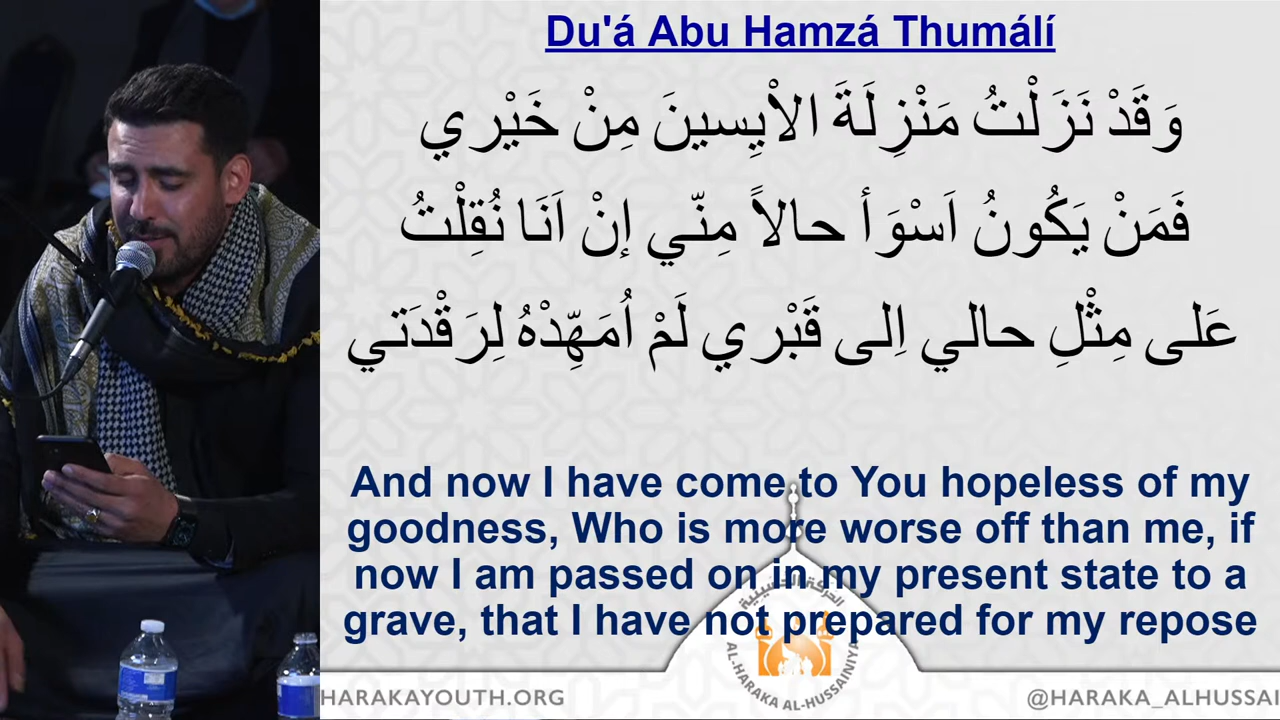 Du'á Abu Hamzá Thumálí
وَقَدْ نَزَلْتُ مَنْزِلَةَ الاْيِسينَ مِنْ خَيْري
فَمَنْ يَكُونُ اَسْوَأ حالاً مِنّي إنْ اَنَا نُقِلْتُ
عَلى مِثْلِ حالي اِلى قَبْري لَمْ اُمَهِّدْهُ لِرَقْدَتي
And now I have come to You hopeless of my
goodness, Who is more worse off than me, if
now I am passed on in my present state to a
grave, that I have not prepared for my repose
الحركة الحسينية
AL-HARAKA AL-HUSSAINIYA
HARAKAYOUTH.ORG
@HARAKA_ALHUSSAI